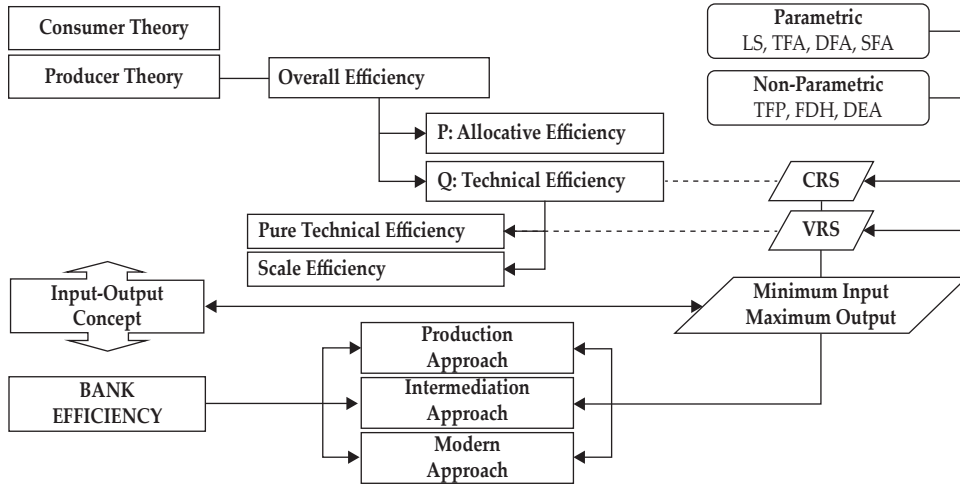 Consumer Theory
Producer Theory
Overall Efficiency
Parametric
LS, TFA, DFA, SFA
Non-Parametric
TFP, FDH, DEA
P: Allocative Efficiency
Q: Technical Efficiency
CRS
Pure Technical Efficiency
VRS
Scale Efficiency
Input-Output
Concept
Minimum Input
Maximum Output
Production
Approach
BANK
EFFICIENCY
Intermediation
Approach
Modern
Approach